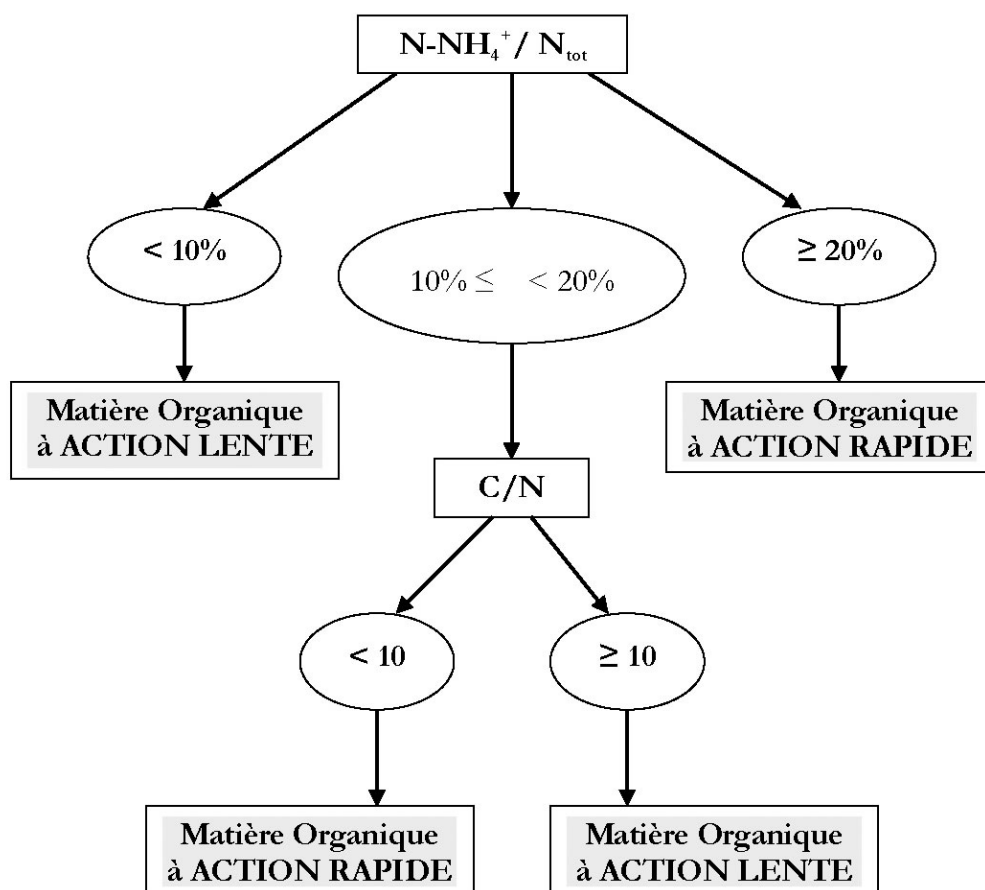 N-NH₄⁺/ Nₜₒₜ
< 10%
10% ≤ < 20%
≥ 20%
Matière Organique
à ACTION LENTE
Matière Organique
à ACTION RAPIDE
C/N
< 10
≥ 10
Matière Organique
à ACTION RAPIDE
Matière Organique
à ACTION LENTE